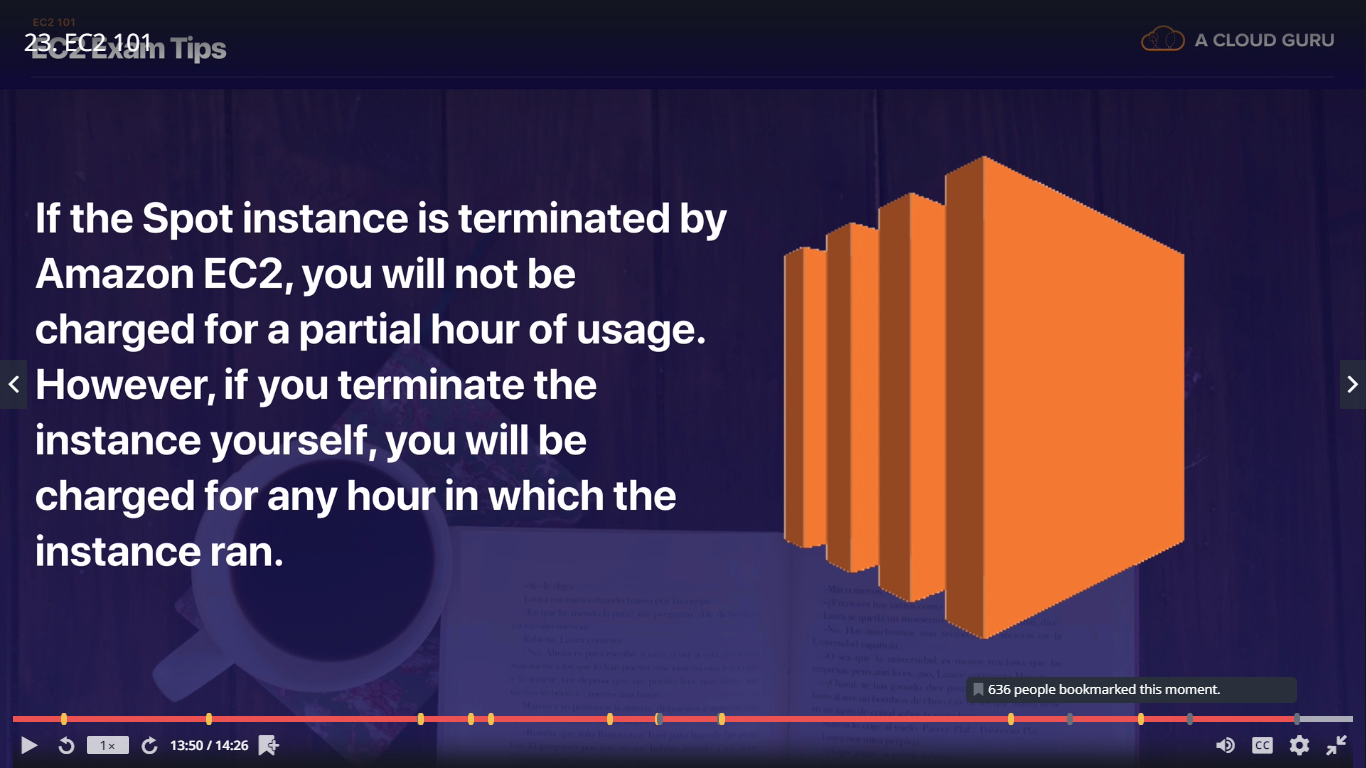 EC2 101
23. EC2 101
EC2 Exam Tips
A CLOUD GURU
If the Spot instance is terminated by
Amazon EC2, you will not be
charged for a partial hour of usage.
However, if you terminate the
instance yourself, you will be
charged for any hour in which the
instance ran.
636 people bookmarked this moment.
1×
13:50 / 14:26
CC